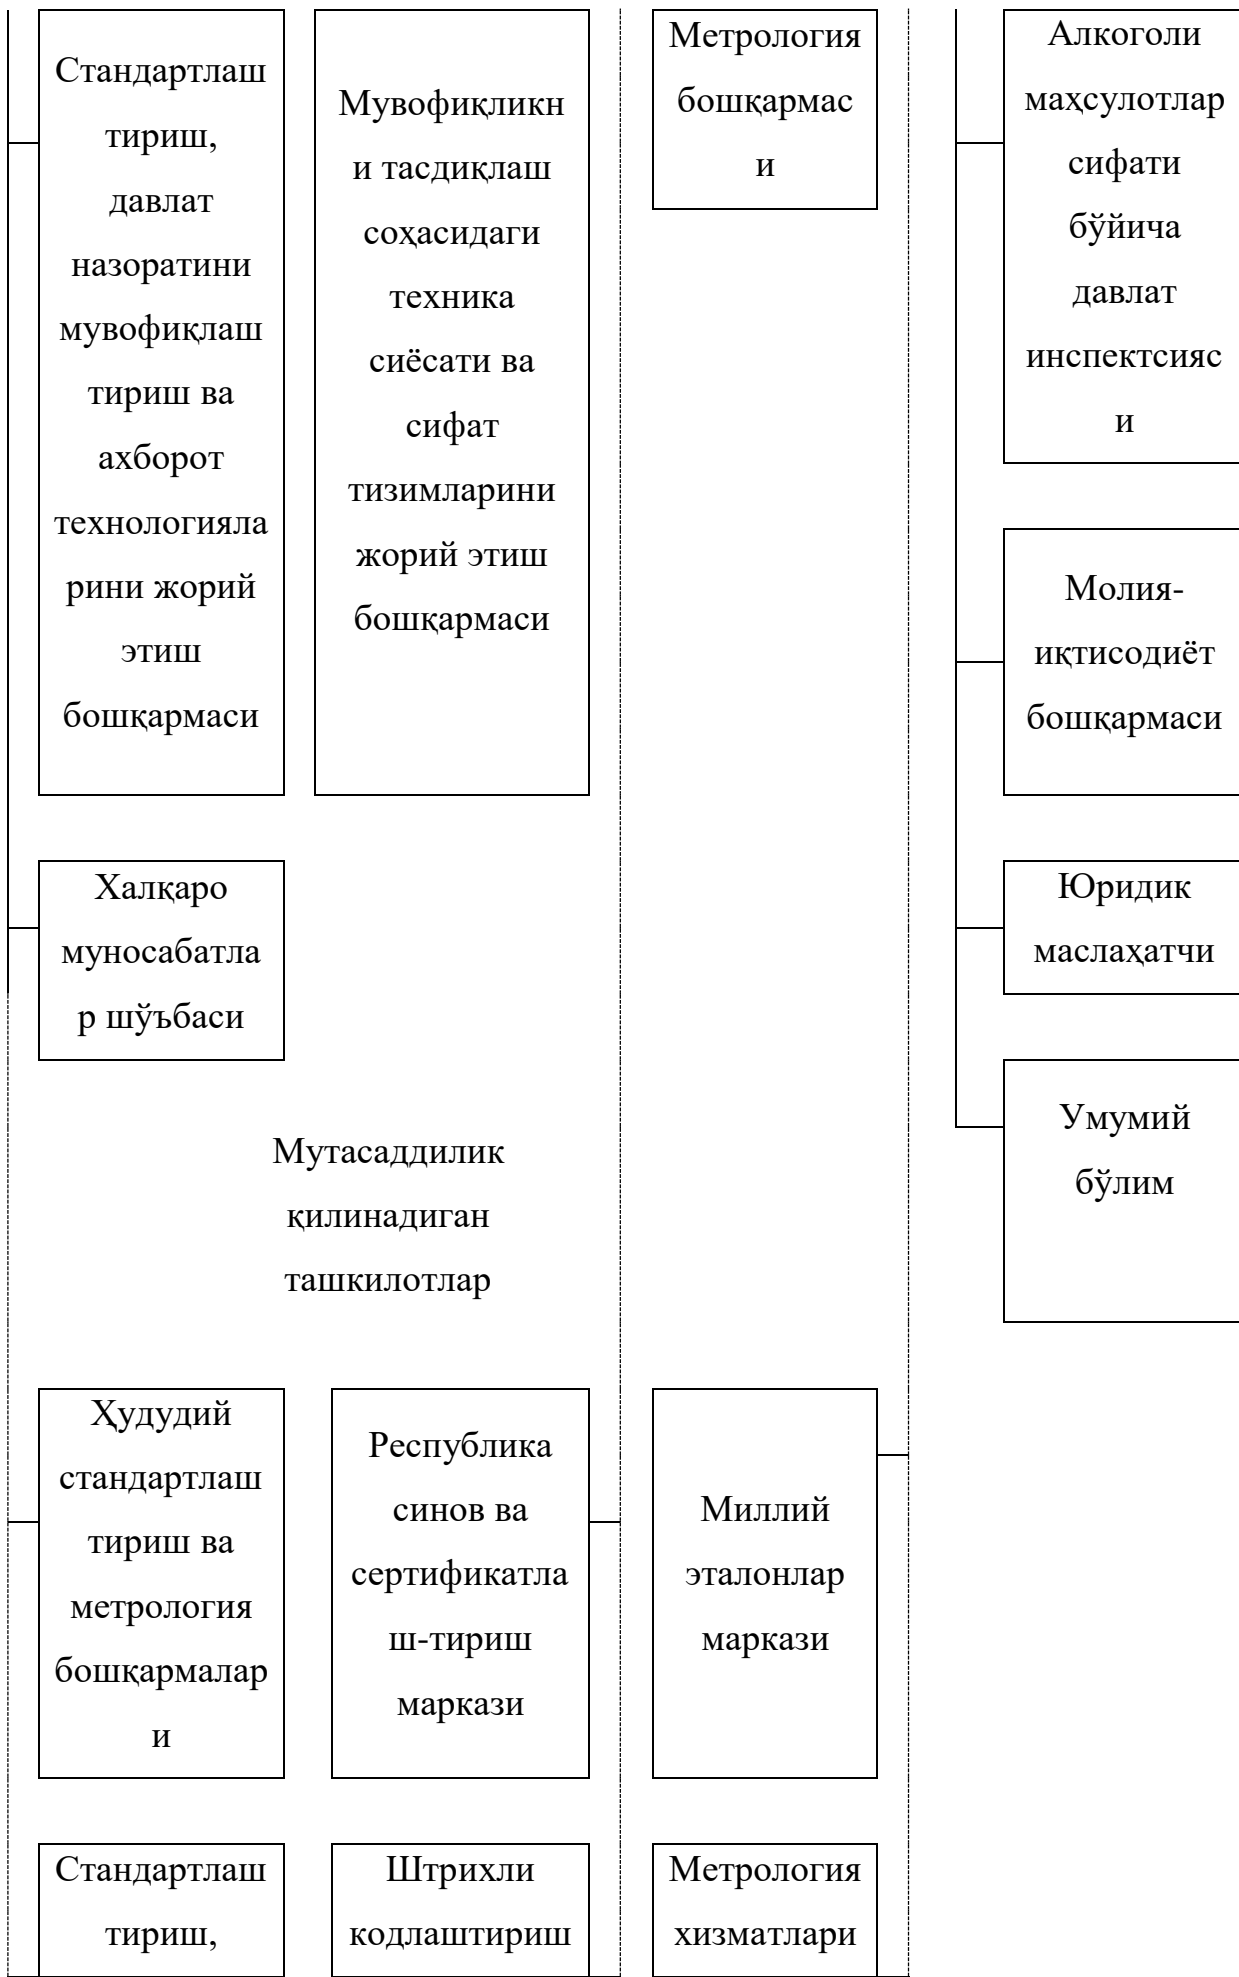 Стандартлаш
тириш,
давлат
назоратини
мувофиқлаш
тириш ва
ахборот
технологияла
рини жорий
этиш
бошқармаси
Мувофиқликн
и тасдиқлаш
соҳасидаги
техника
сиёсати ва
сифат
тизимларини
жорий этиш
бошқармаси
Метрология
бошқармас
и
Алкоголи
маҳсулотлар
сифати
бўйича
давлат
инспектсияс
и
Молия-
иқтисодиёт
бошқармаси
Халқаро
муносабатла
р шўъбаси
Юридик
маслаҳатчи
Умумий
бўлим
Мутасаддилик
қилинадиган
ташкилотлар
Ҳудудий
стандартлаш
тириш ва
метрология
бошқармалар
и
Республика
синов ва
сертификатла
ш-тириш
маркази
Миллий
эталонлар
маркази
Стандартлаш
тириш,
Штрихли
кодлаштириш
Метрология
хизматлари